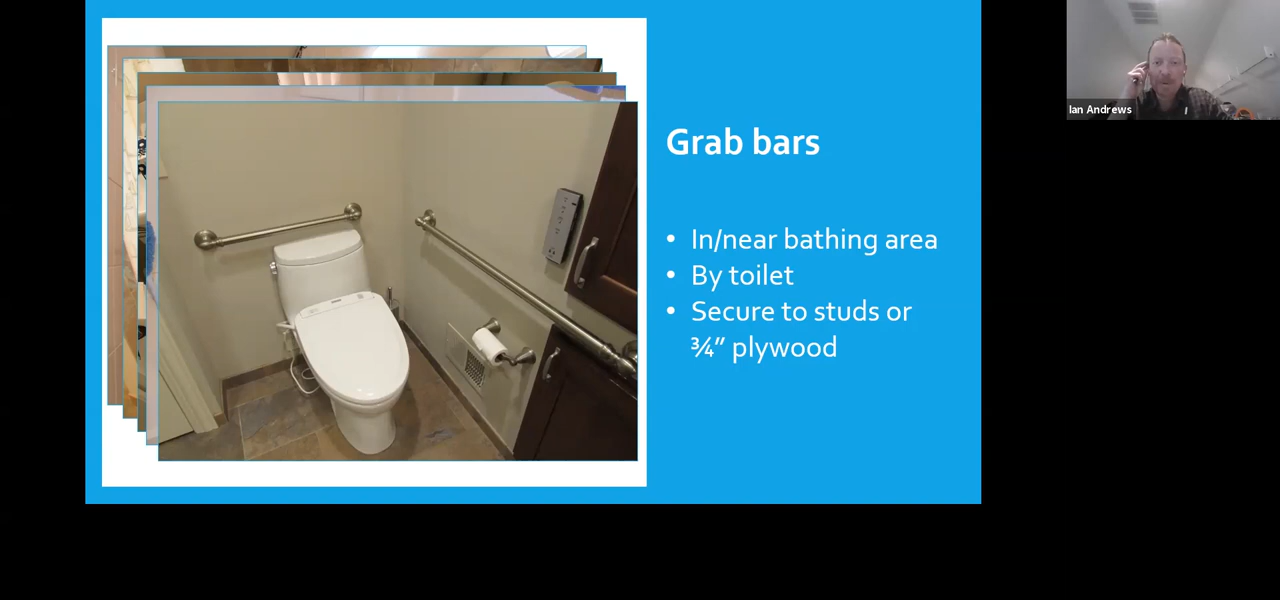 Grab bars
• In/near bathing area
• By toilet
• Secure to studs or
¾” plywood
Ian Andrews